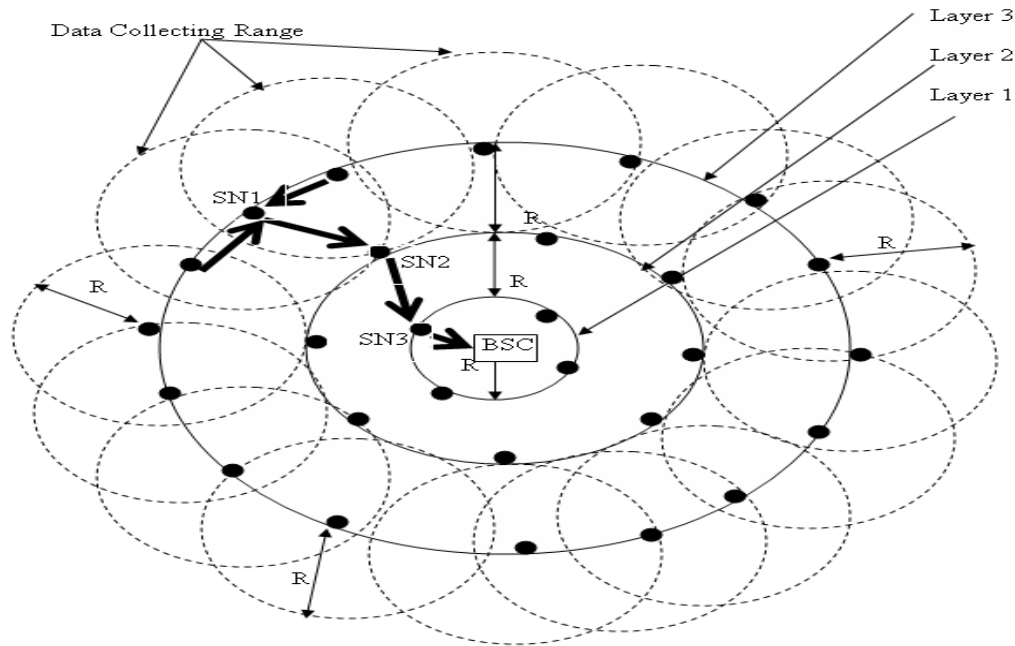 Layer 3
Data Collecting Range
Layer 2
Layer 1
SN1
R
R
SN2
R
R
SN3
BSC
R
R